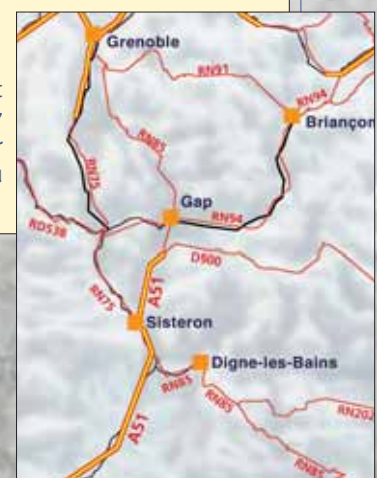 Grenoble
RN91
RN94
Briançon
RN85
RN75
Gap
RN94
RD538
D900
A51
RN75
Sisteron
Digne-les-Bains
RN85
RN85
A51
RN202
RN85